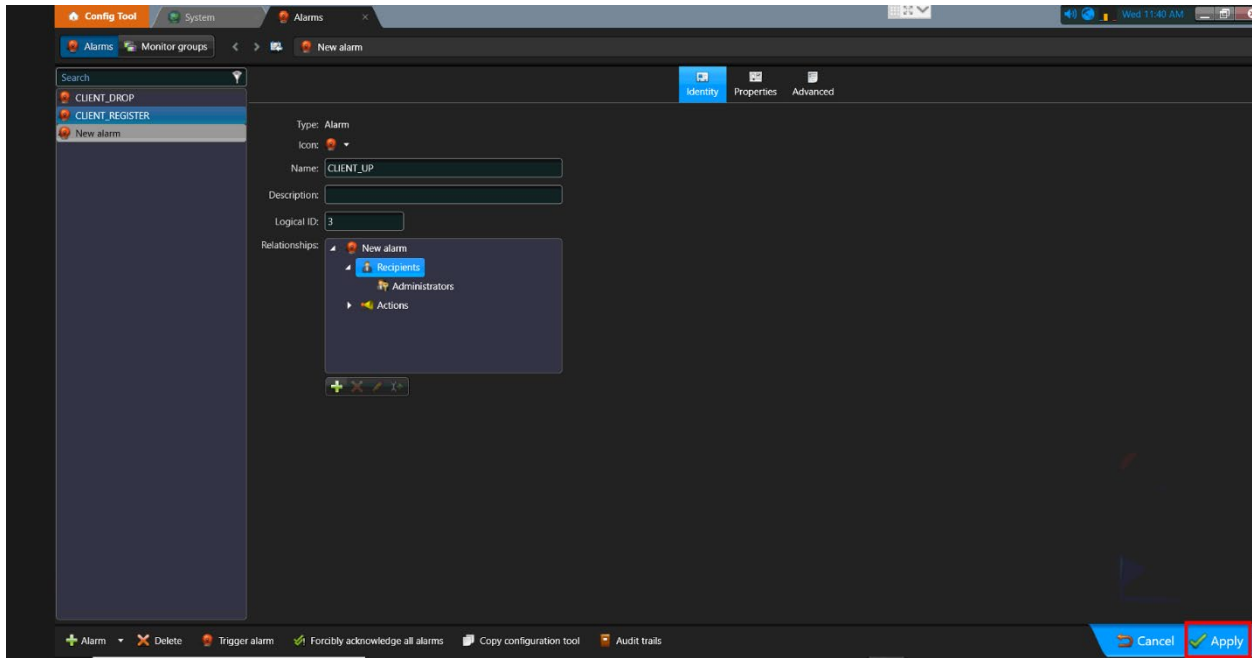 Config Tool System Alarms Wed 11:40 AM
Alarms Monitor groups New alarm
Search
CLIENT_DROP
CLIENT_REGISTER
New alarm
Identity Properties Advanced
Type: Alarm
Icon:
Name: CLIENT_UP
Description:
Logical ID: 3
Relationships: New alarm
Recipients
Administrators
Actions
Alarm Delete Trigger alarm Forcibly acknowledge all alarms Copy configuration tool Audit trails Cancel Apply